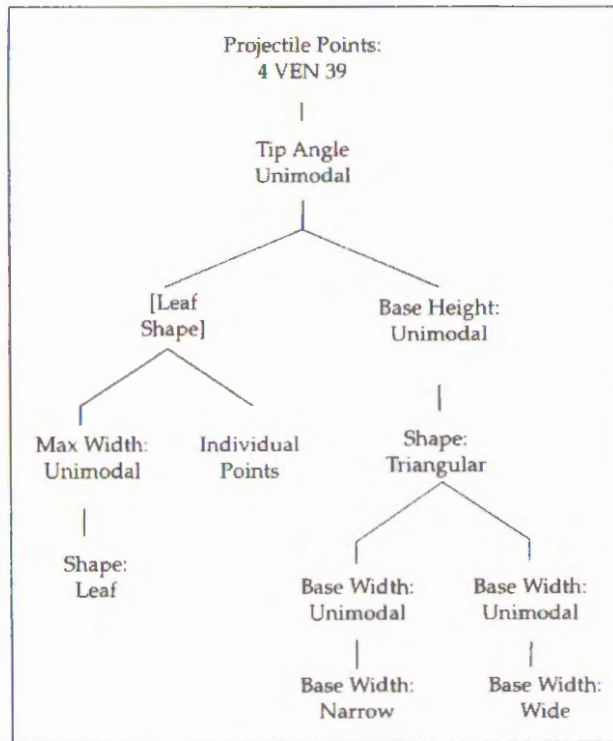 Projectile Points:
4 VEN 39
Tip Angle
Unimodal
[Leaf
Shape]
Base Height:
Unimodal
Max Width:
Unimodal
Individual
Points
Shape:
Triangular
Shape:
Leaf
Base Width:
Unimodal
Base Width:
Unimodal
Base Width:
Narrow
Base Width:
Wide